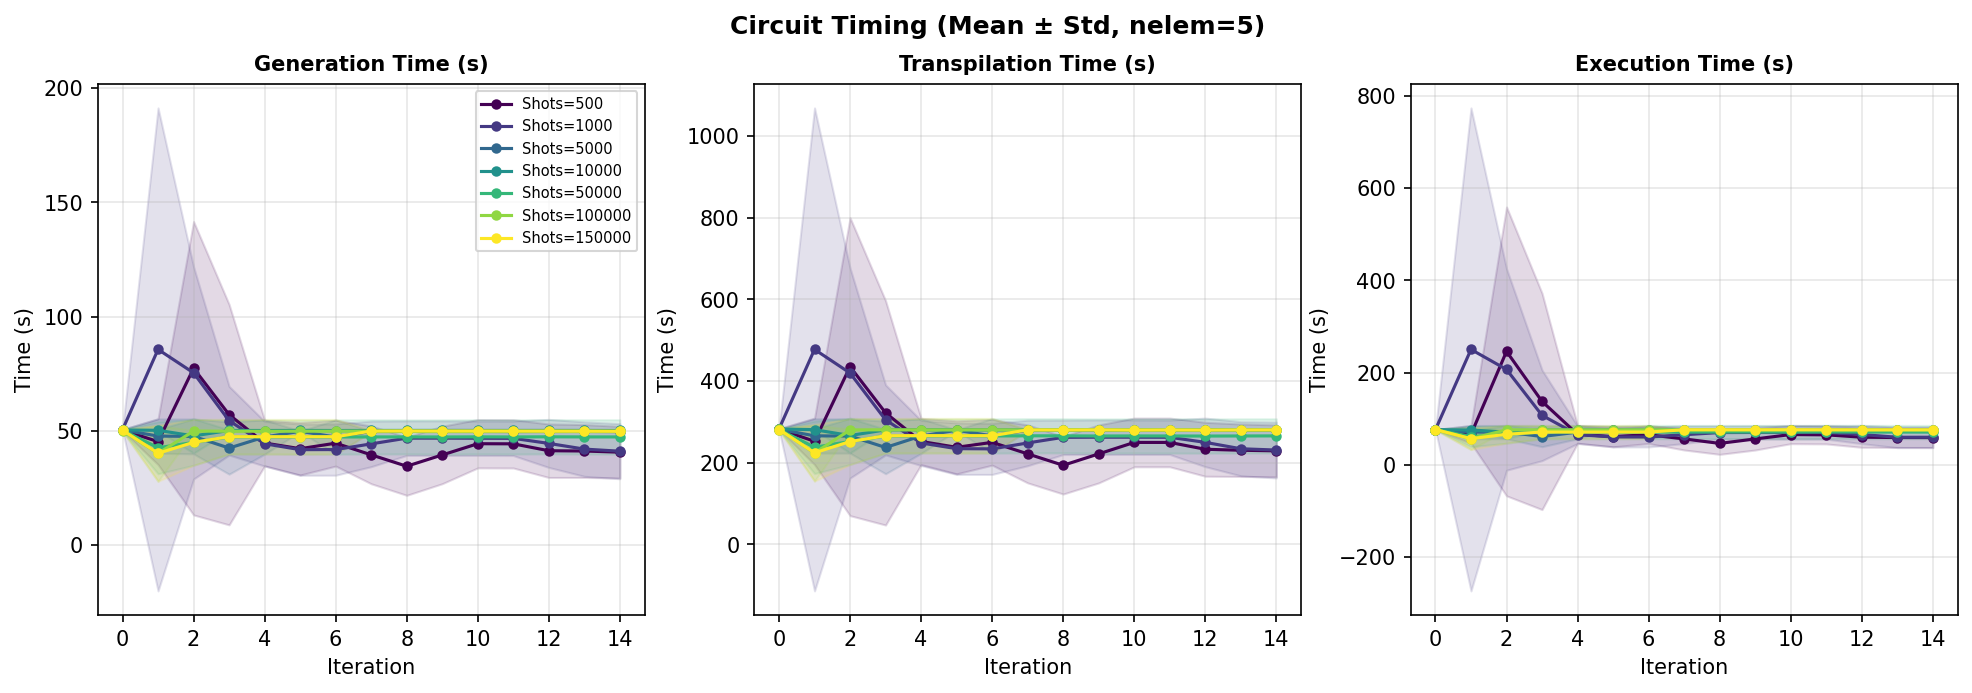 Circuit Timing (Mean ± Std, nelem=5)
Generation Time (s)
Time (s)
200
150
100
50
0
0 2 4 6 8 10 12 14
Iteration
Shots=500
Shots=1000
Shots=5000
Shots=10000
Shots=50000
Shots=100000
Shots=150000
Transpilation Time (s)
Time (s)
1000
800
600
400
200
0
0 2 4 6 8 10 12 14
Iteration
Execution Time (s)
Time (s)
800
600
400
200
0
−200
0 2 4 6 8 10 12 14
Iteration